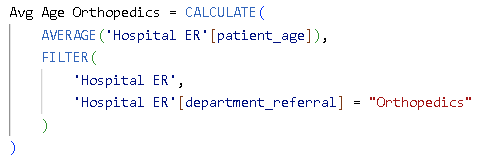 Avg Age Orthopedics = CALCULATE(
    AVERAGE('Hospital ER'[patient_age]),
    FILTER(
        'Hospital ER',
        'Hospital ER'[department_referral] = "Orthopedics"
    )
)